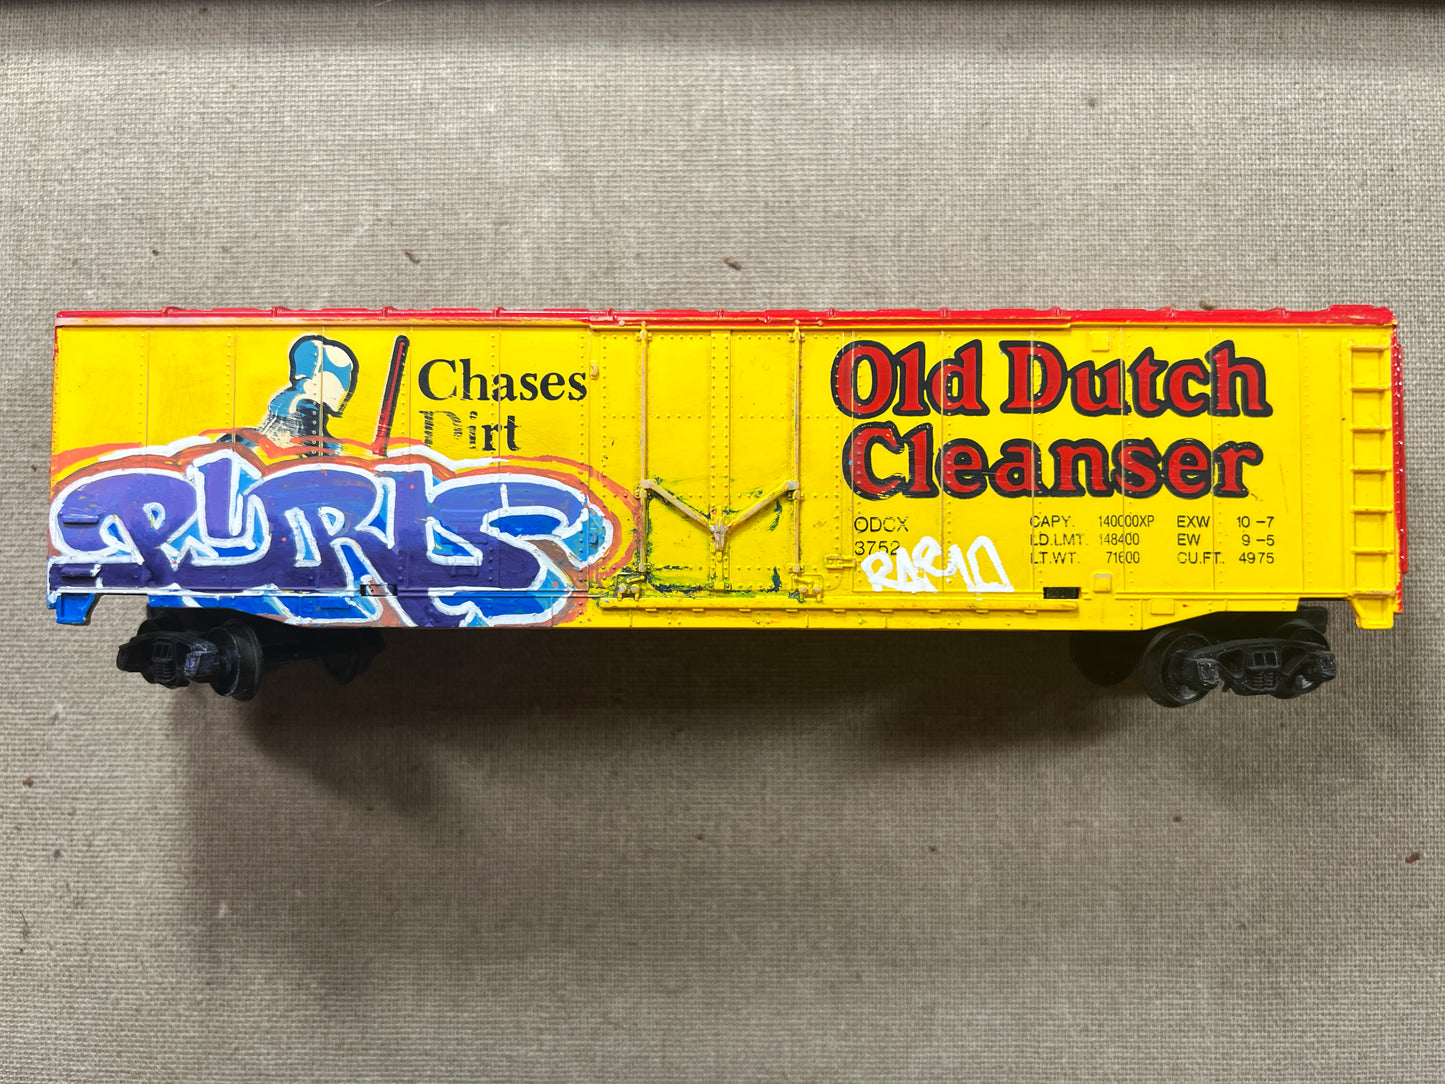 Chases
Dirt
Old Dutch
Cleanser
ODCX
3752
CAPY. 140000XP EXW 10-7
LD.LMT. 148400 EW 9-5
LT.WT. 71600 CU.FT. 4975